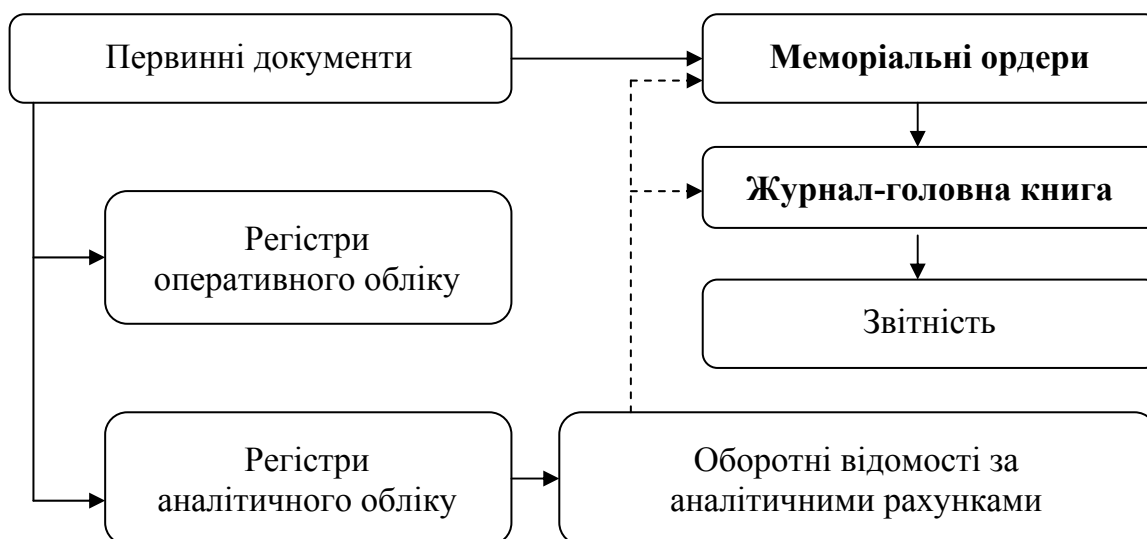 Первинні документи
Меморіальні ордери
Журнал-головна книга
Регістри
оперативного обліку
Звітність
Регістри
аналітичного обліку
Оборотні відомості за
аналітичними рахунками